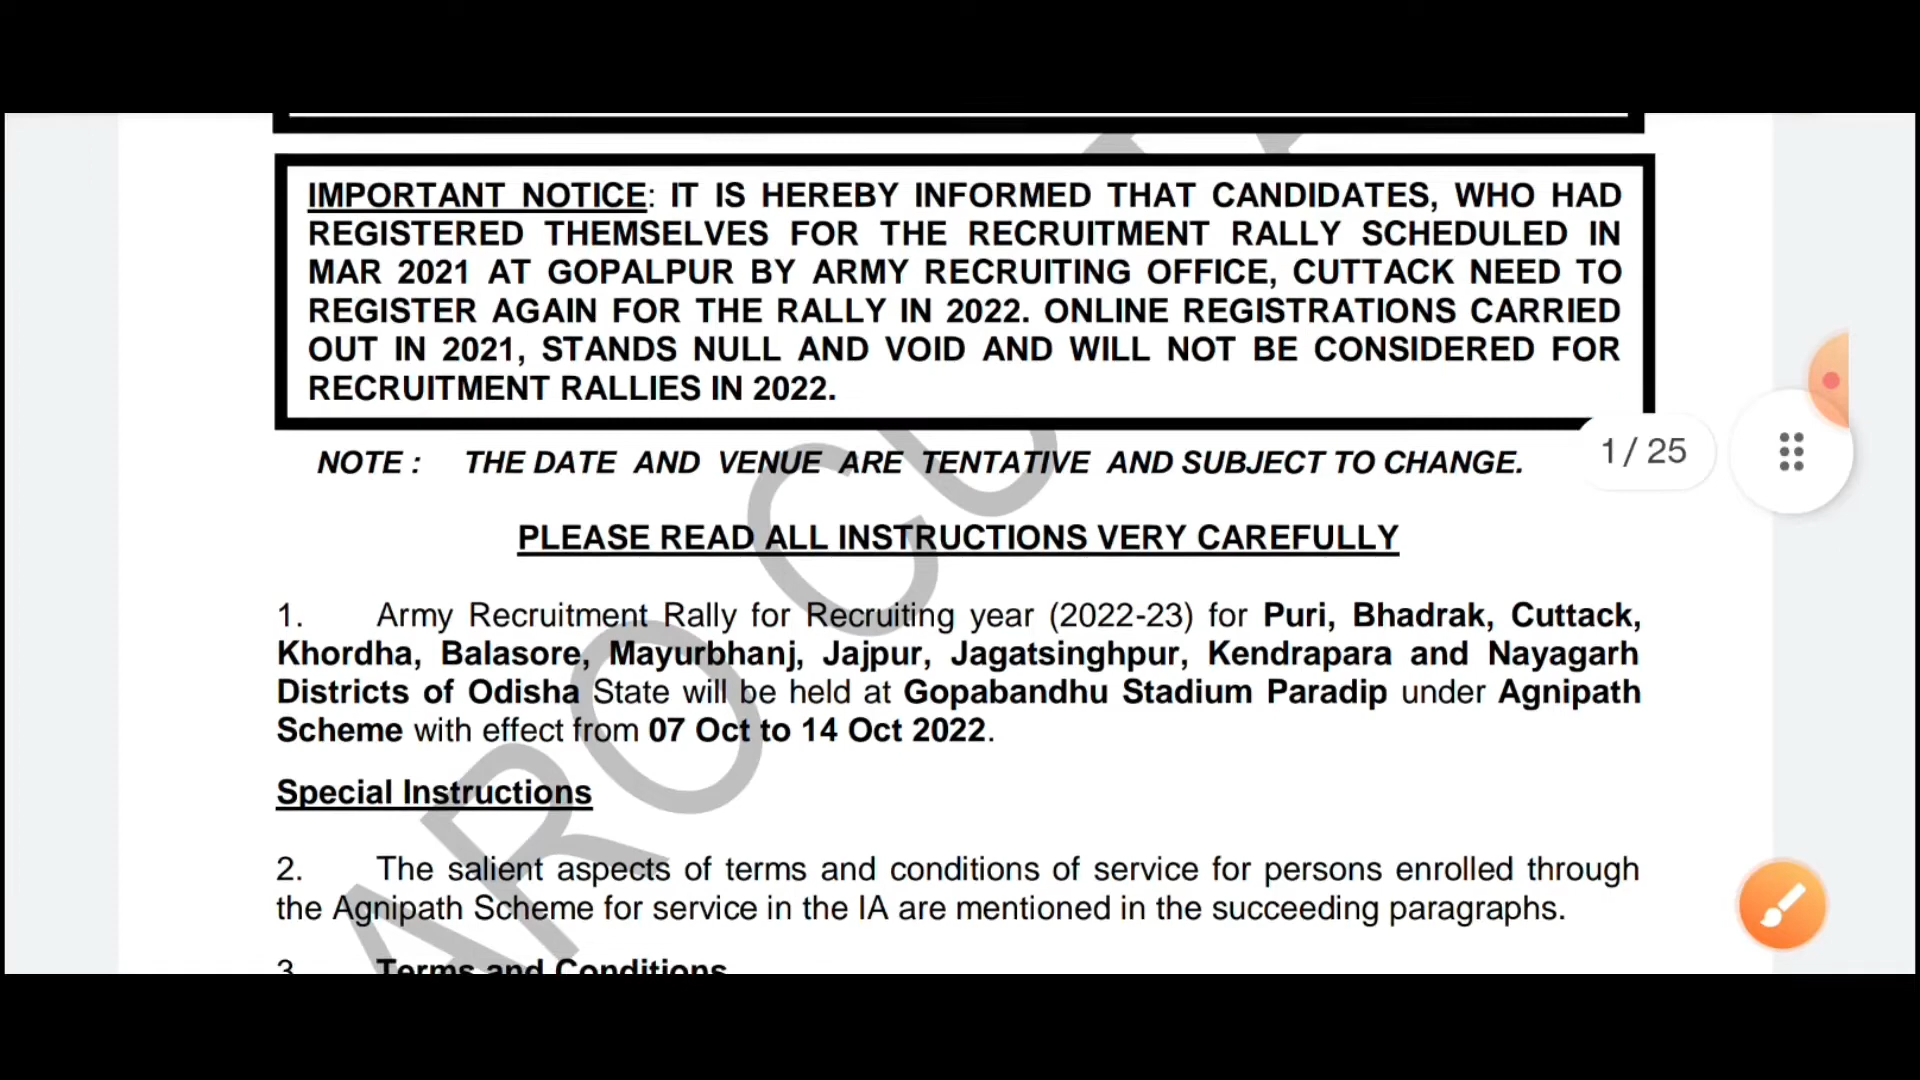 IMPORTANT NOTICE: IT IS HEREBY INFORMED THAT CANDIDATES, WHO HAD
REGISTERED THEMSELVES FOR THE RECRUITMENT RALLY SCHEDULED IN
MAR 2021 AT GOPALPUR BY ARMY RECRUITING OFFICE, CUTTACK NEED TO
REGISTER AGAIN FOR THE RALLY IN 2022. ONLINE REGISTRATIONS CARRIED
OUT IN 2021, STANDS NULL AND VOID AND WILL NOT BE CONSIDERED FOR
RECRUITMENT RALLIES IN 2022.
NOTE : THE DATE AND VENUE ARE TENTATIVE AND SUBJECT TO CHANGE.
1 / 25
PLEASE READ ALL INSTRUCTIONS VERY CAREFULLY
1. Army Recruitment Rally for Recruiting year (2022-23) for Puri, Bhadrak, Cuttack,
Khordha, Balasore, Mayurbhanj, Jajpur, Jagatsinghpur, Kendrapara and Nayagarh
Districts of Odisha State will be held at Gopabandhu Stadium Paradip under Agnipath
Scheme with effect from 07 Oct to 14 Oct 2022.
Special Instructions
2. The salient aspects of terms and conditions of service for persons enrolled through
the Agnipath Scheme for service in the IA are mentioned in the succeeding paragraphs.
3. Terms and Conditions
ARO